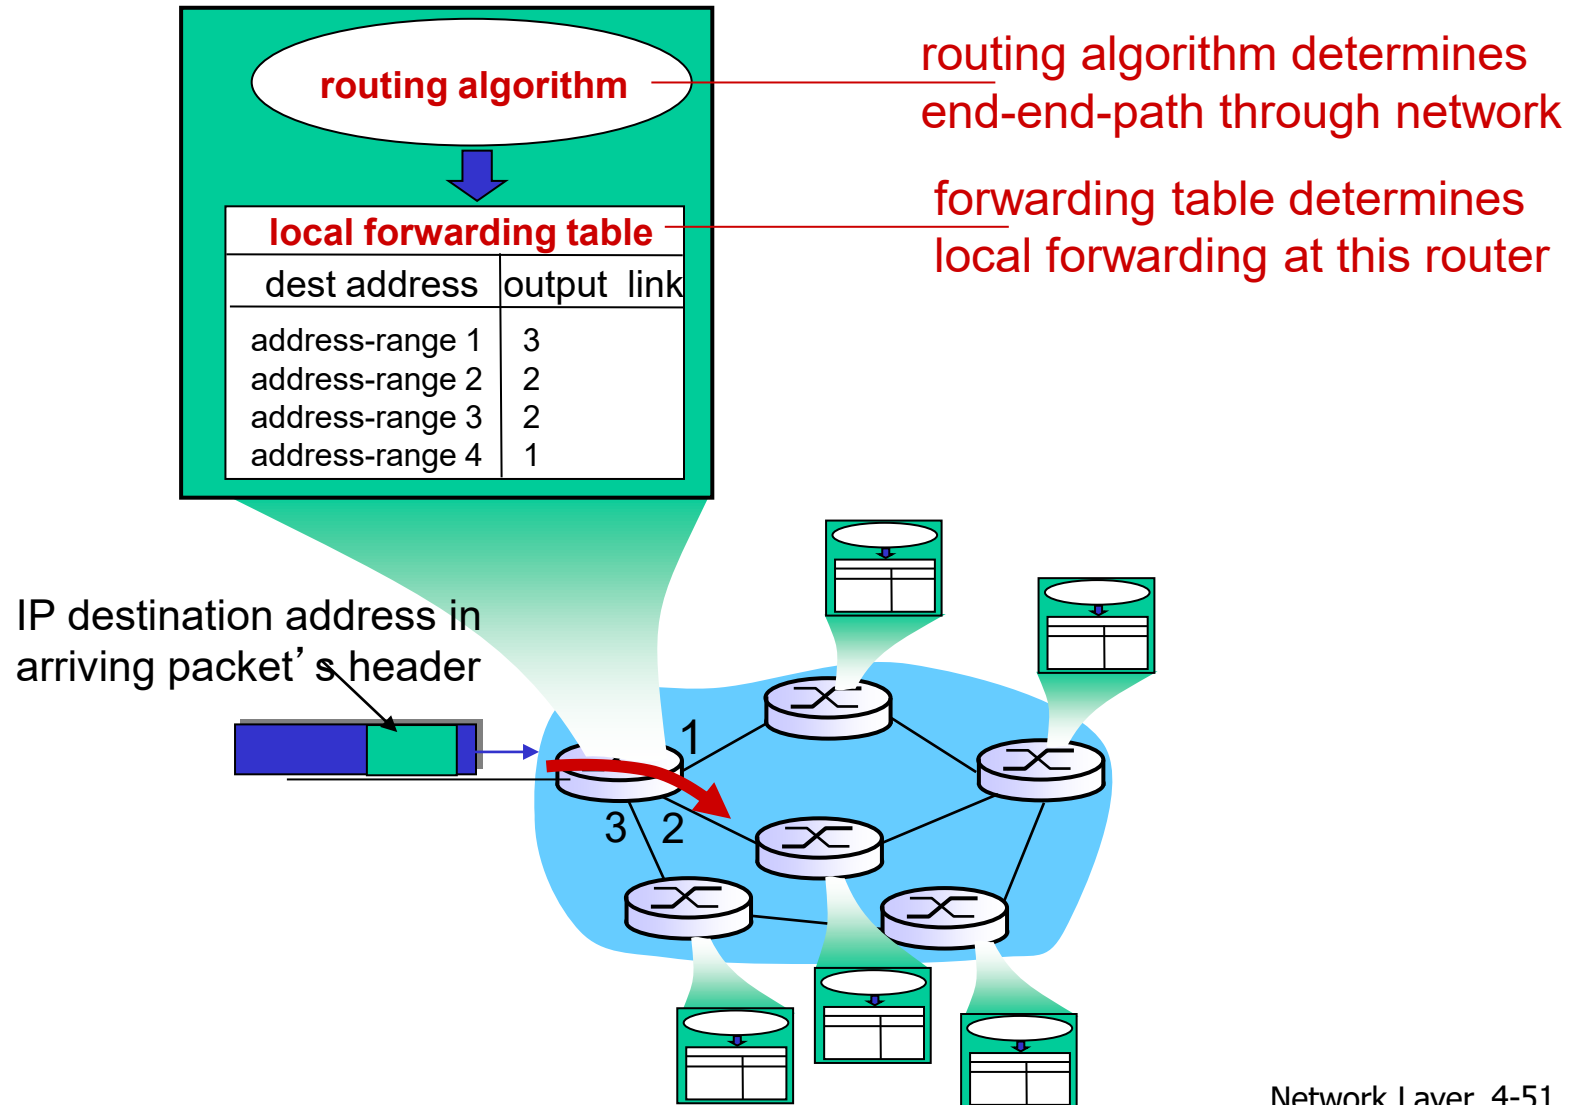 routing algorithm
routing algorithm determines
end-end-path through network
forwarding table determines
local forwarding at this router
local forwarding table
dest address output link
address-range 1 3
address-range 2 2
address-range 3 2
address-range 4 1
IP destination address in
arriving packet’s header
1
3 2
Network Layer 4-51